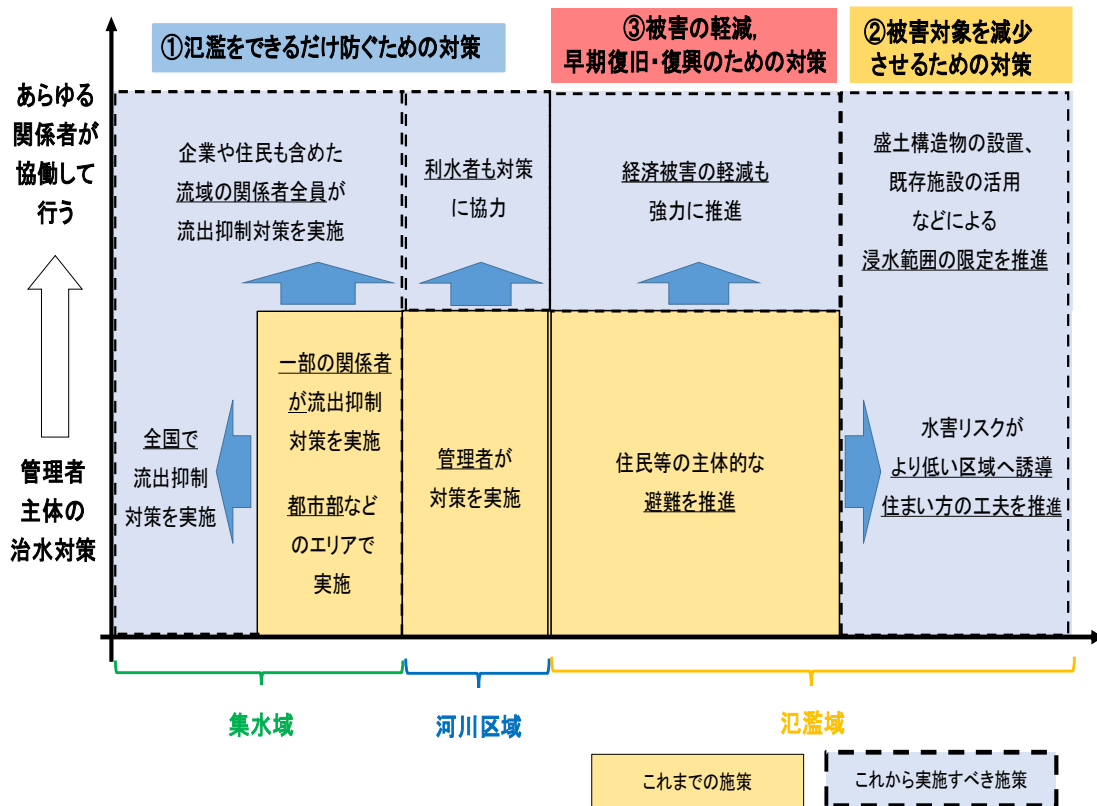 ①氾濫をできるだけ防ぐための対策
③被害の軽減,
早期復旧・復興のための対策
②被害対象を減少
させるための対策
あらゆる
関係者が
協働して
行う
管理者
主体の
治水対策
企業や住民も含めた
流域の関係者全員が
流出抑制対策を実施
利水者も対策
に協力
経済被害の軽減も
強力に推進
盛土構造物の設置、
既存施設の活用
などによる
浸水範囲の限定を推進
全国で
流出抑制
対策を実施
一部の関係者
が流出抑制
対策を実施
都市部など
のエリアで
実施
管理者が
対策を実施
住民等の主体的な
避難を推進
水害リスクが
より低い区域へ誘導
住まい方の工夫を推進
集水域
河川区域
氾濫域
これまでの施策
これから実施すべき施策